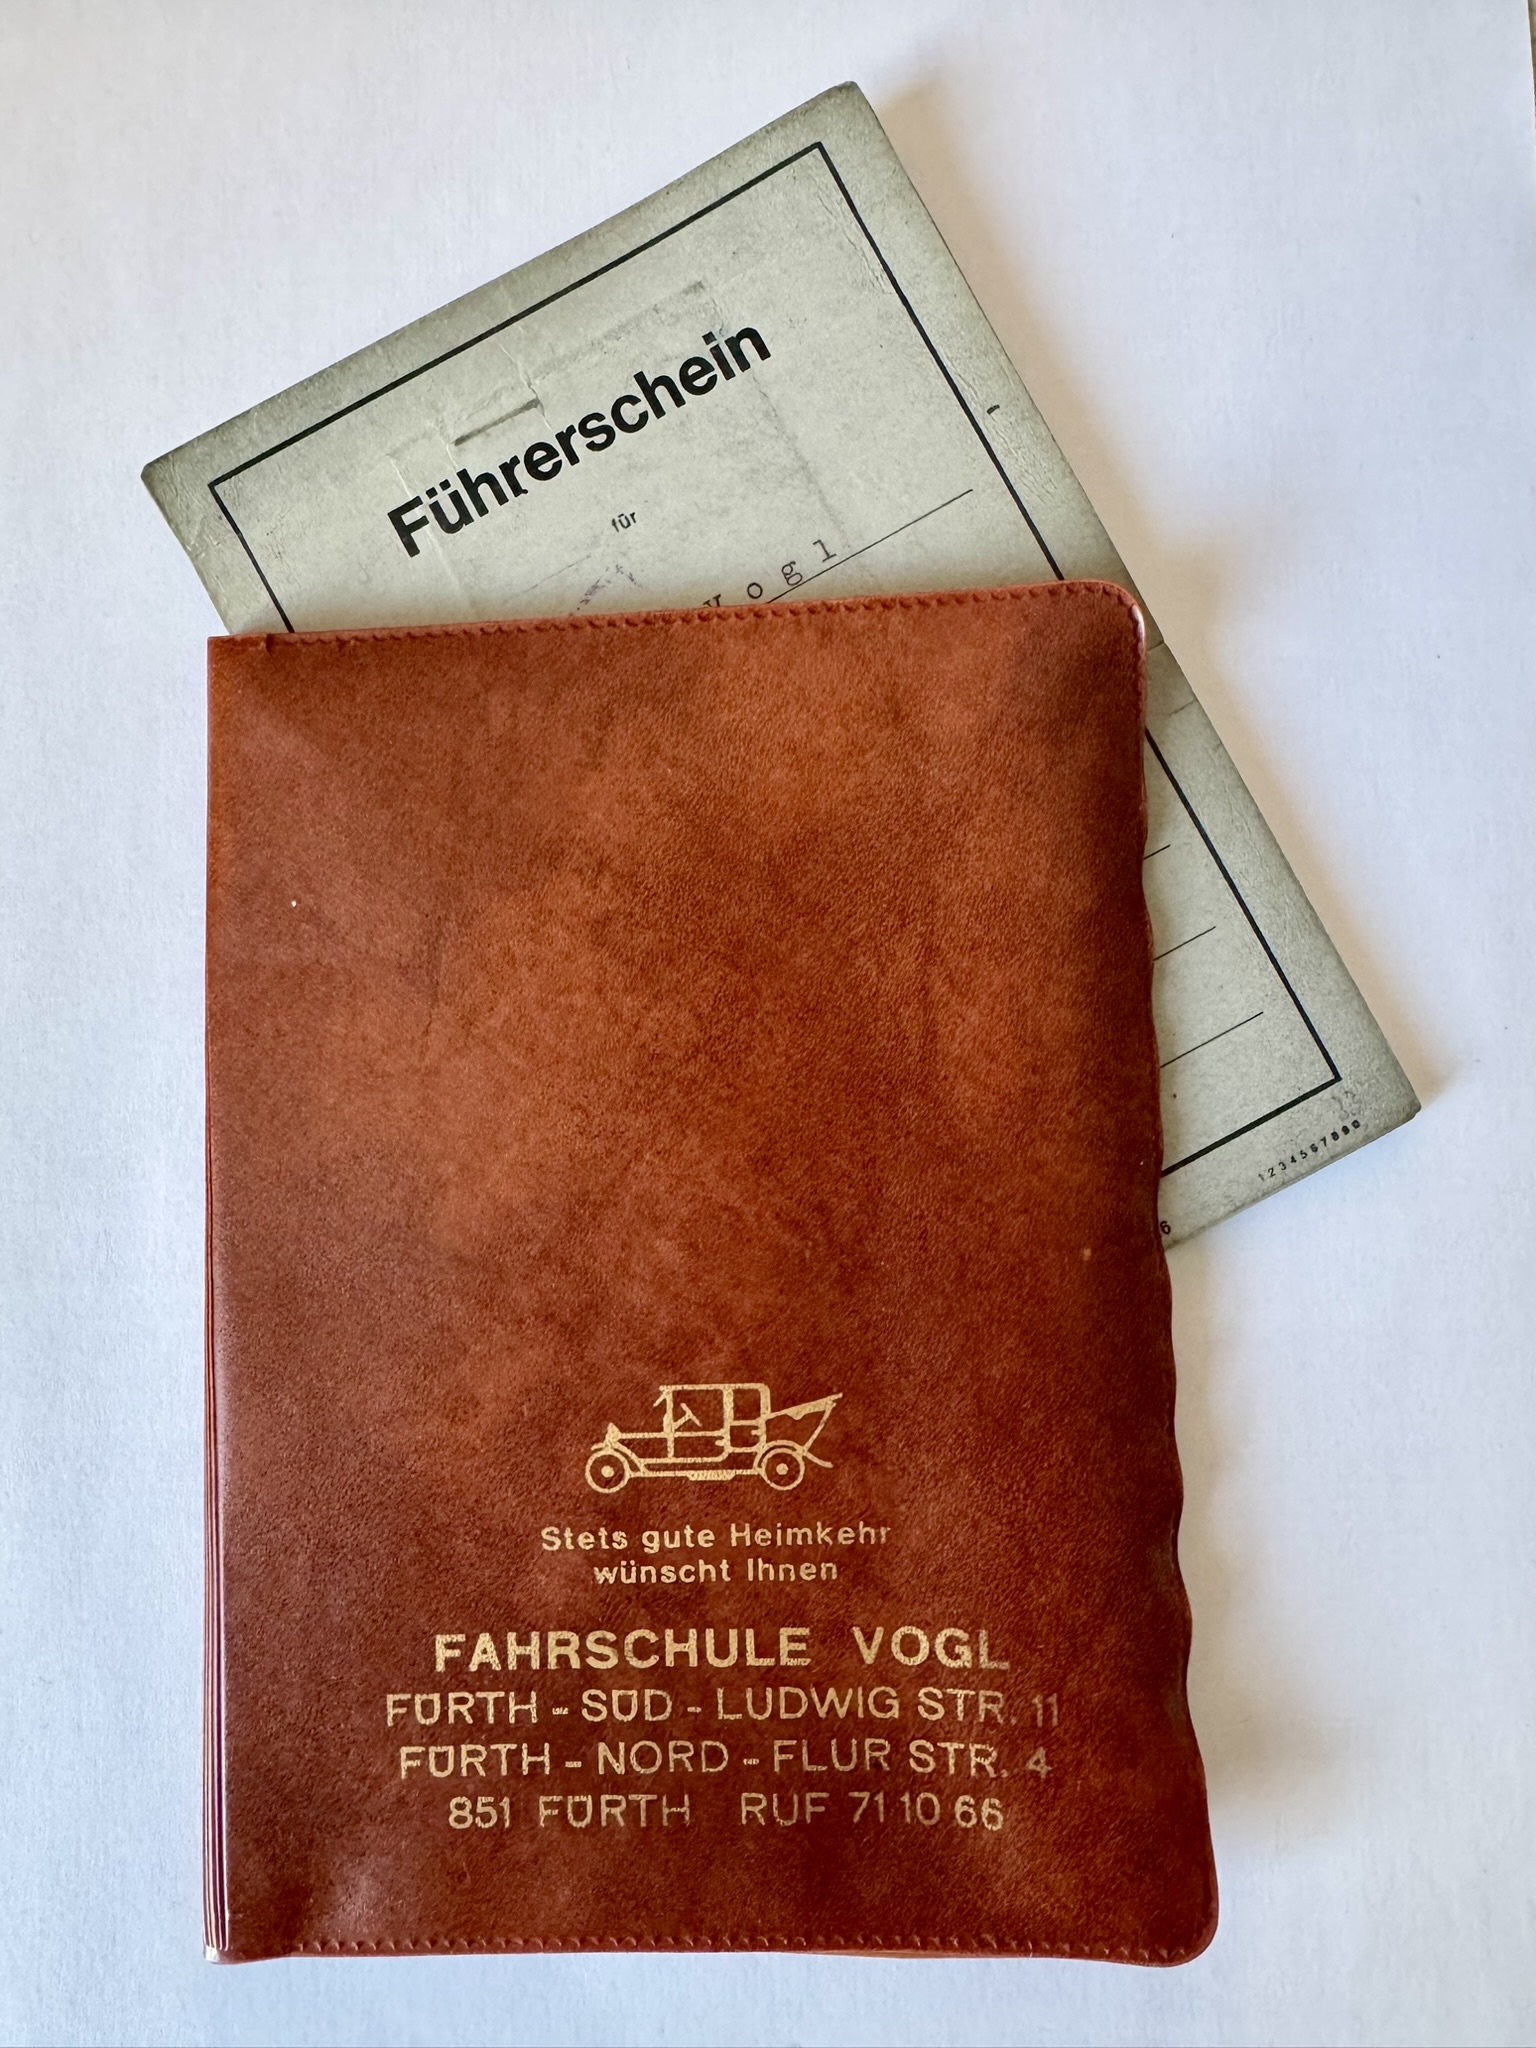 Führerschein
für
Vogl
1234567890
6
Stets gute Heimkehr
wünscht Ihnen
FAHRSCHULE VOGL
FÜRTH - SÜD - LUDWIG STR. 11
FÜRTH - NORD - FLUR STR. 4
851 FÜRTH RUF 71 10 66